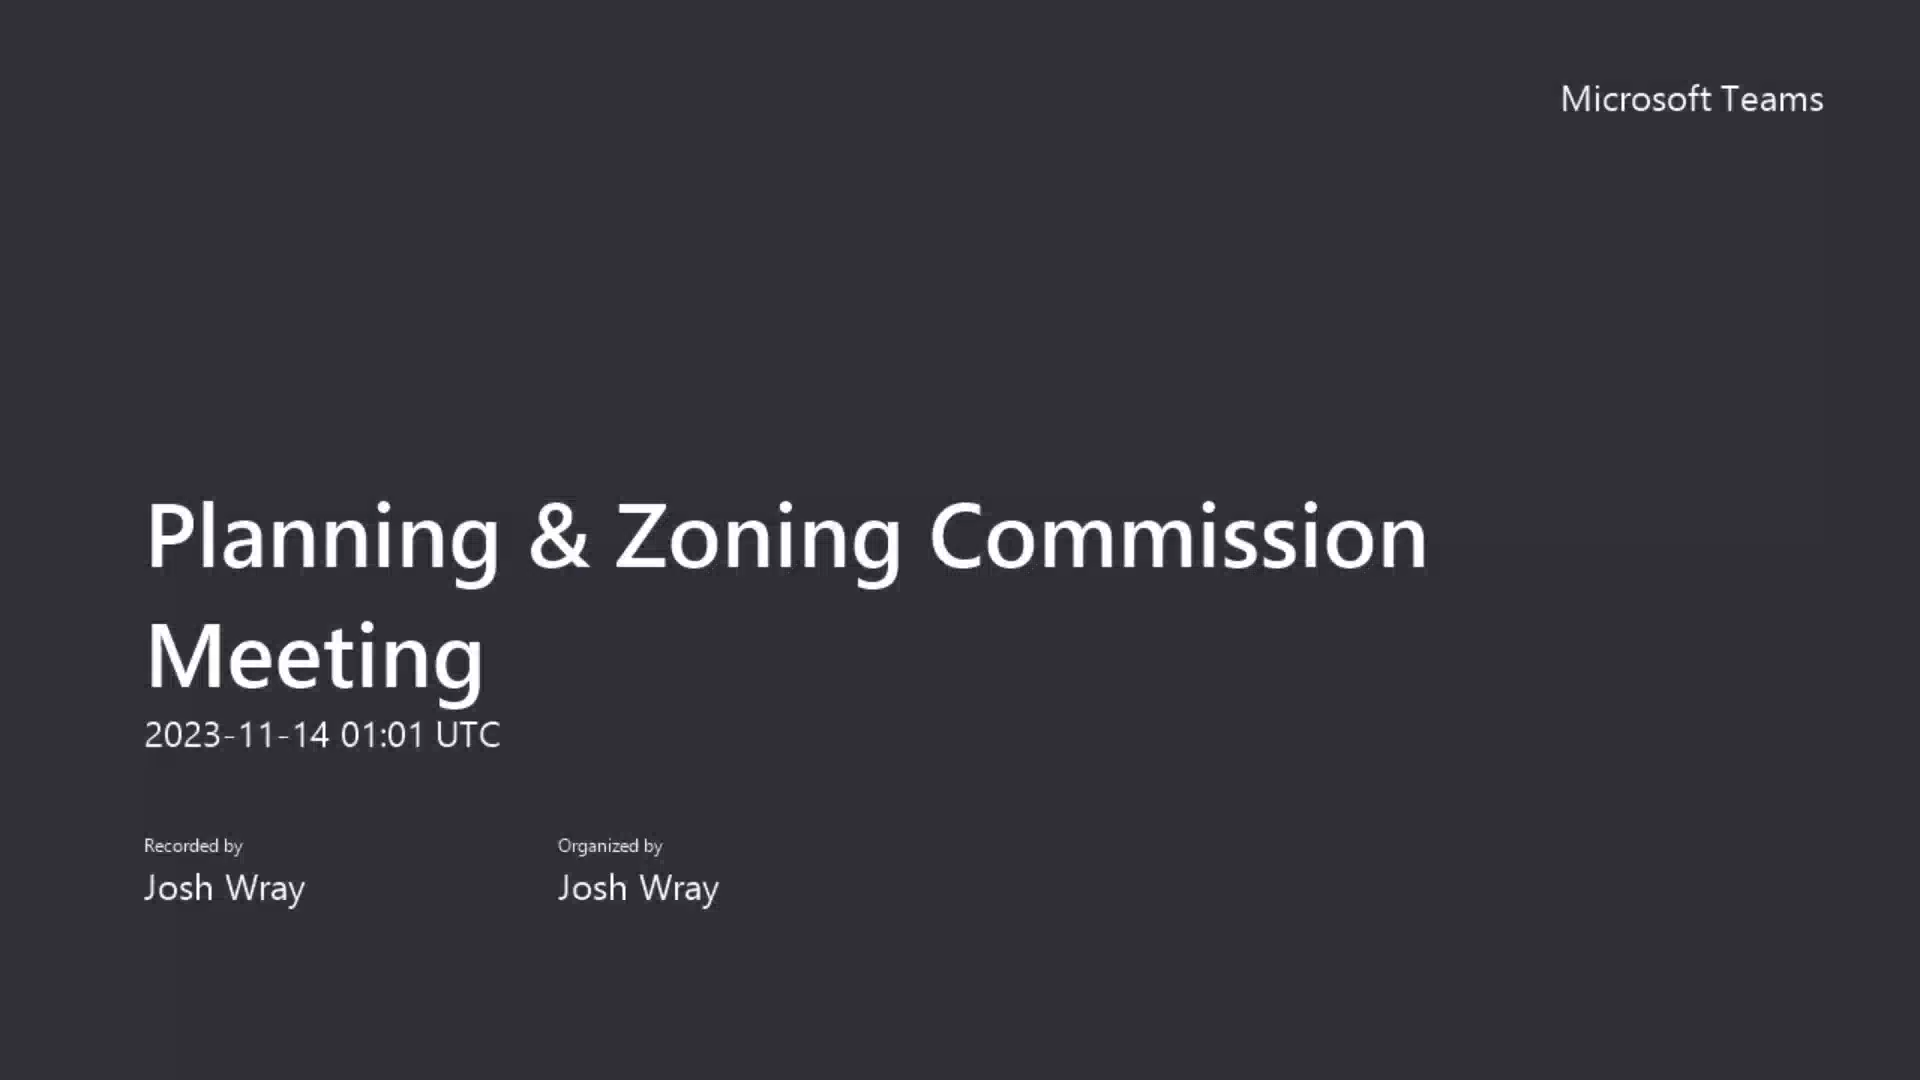 Microsoft Teams
Planning & Zoning Commission
Meeting
2023-11-14 01:01 UTC
Recorded by
Josh Wray
Organized by
Josh Wray